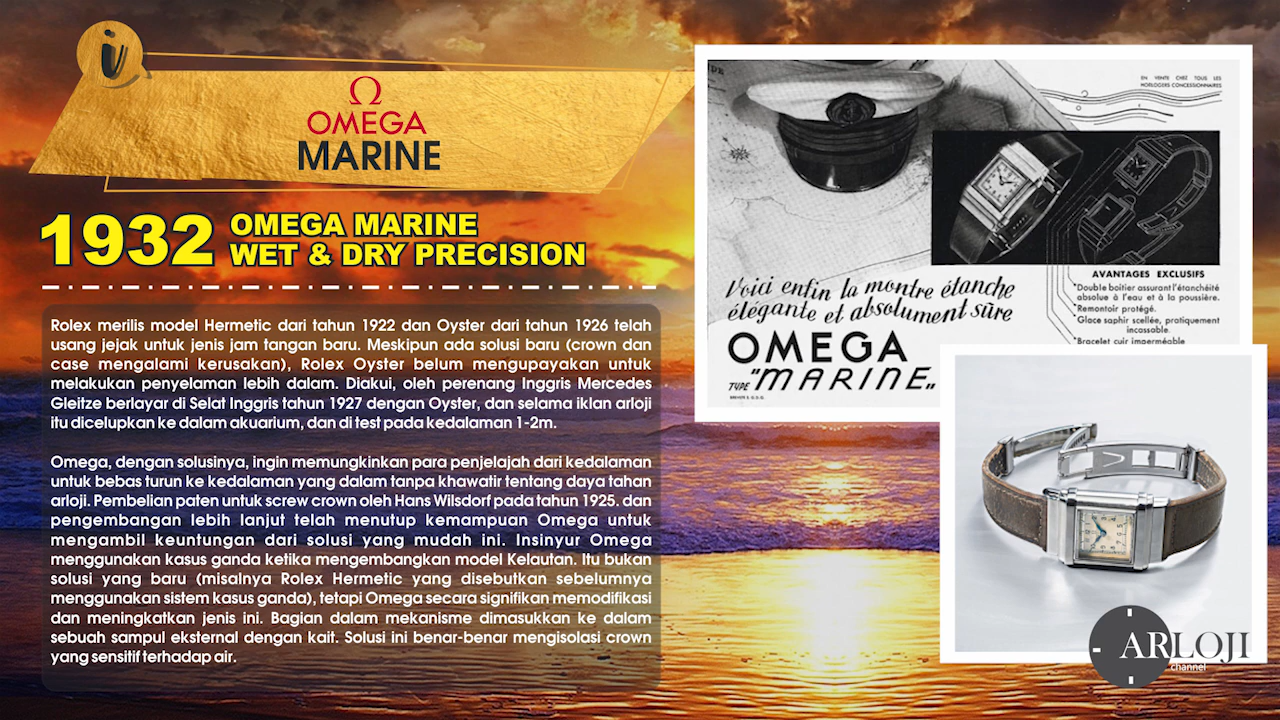 Ω
OMEGA
MARINE
1932
OMEGA MARINE
WET & DRY PRECISION
Rolex merilis model Hermetic dari tahun 1922 dan Oyster dari tahun 1926 telah
usang jejak untuk jenis jam tangan baru. Meskipun ada solusi baru (crown dan
case mengalami kerusakan), Rolex Oyster belum mengupayakan untuk
melakukan penyelaman lebih dalam. Diakui, oleh perenang Inggris Mercedes
Gleitze berlayar di Selat Inggris tahun 1927 dengan Oyster, dan selama iklan arloji
itu dicelupkan ke dalam akuarium, dan di test pada kedalaman 1-2m.
Omega, dengan solusinya, ingin memungkinkan para penjelajah dari kedalaman
untuk bebas turun ke kedalaman yang dalam tanpa khawatir tentang daya tahan
arloji. Pembelian paten untuk screw crown oleh Hans Wilsdorf pada tahun 1925. dan
pengembangan lebih lanjut telah menutup kemampuan Omega untuk
mengambil keuntungan dari solusi yang mudah ini. Insinyur Omega
menggunakan kasus ganda ketika mengembangkan model Kelautan. Itu bukan
solusi yang baru (misalnya Rolex Hermetic yang disebutkan sebelumnya
menggunakan sistem kasus ganda), tetapi Omega secara signifikan memodifikasi
dan meningkatkan jenis ini. Bagian dalam mekanisme dimasukkan ke dalam
sebuah sampul eksternal dengan kait. Solusi ini benar-benar mengisolasi crown
yang sensitif terhadap air.
EN VENTE CHEZ TOUS LES
HORLOGERS CONCESSIONNAIRES
Voici enfin la montre étanche
élégante et absolument sûre
OMEGA
TYPE "MARINE"
BREVET S. G. D. G.
AVANTAGES EXCLUSIFS
*Double boitier assurant l'étanchéité
absolue à l'eau et à la poussière.
*Remontoir protégé.
*Glace saphir scellée, pratiquement
incassable.
*Bracelet cuir imperméable
ARLOJI
channel